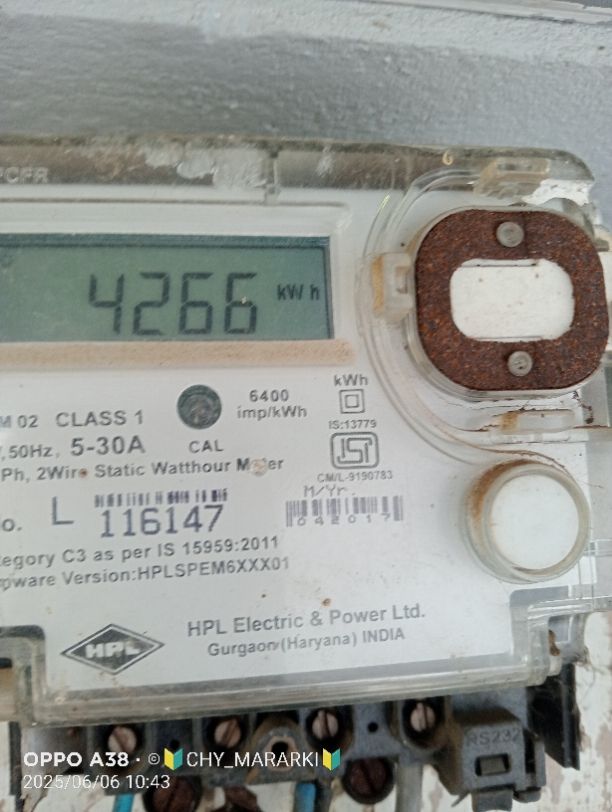 4266 kWh
CLASS 1
6400
imp/kWh
kWh
50Hz, 5-30A
CAL
IS:13779
Ph, 2Wire Static Watthour Meter
CM/L-9190783
M/Yr.
042017
L 116147
C3 as per IS 15959:2011
Version:HPLSPEM6XXX01
HPL
HPL Electric & Power Ltd.
Gurgaon (Haryana) INDIA
RS232
OPPO A38 · © CHY_MARARKI
2025/06/06 10:43